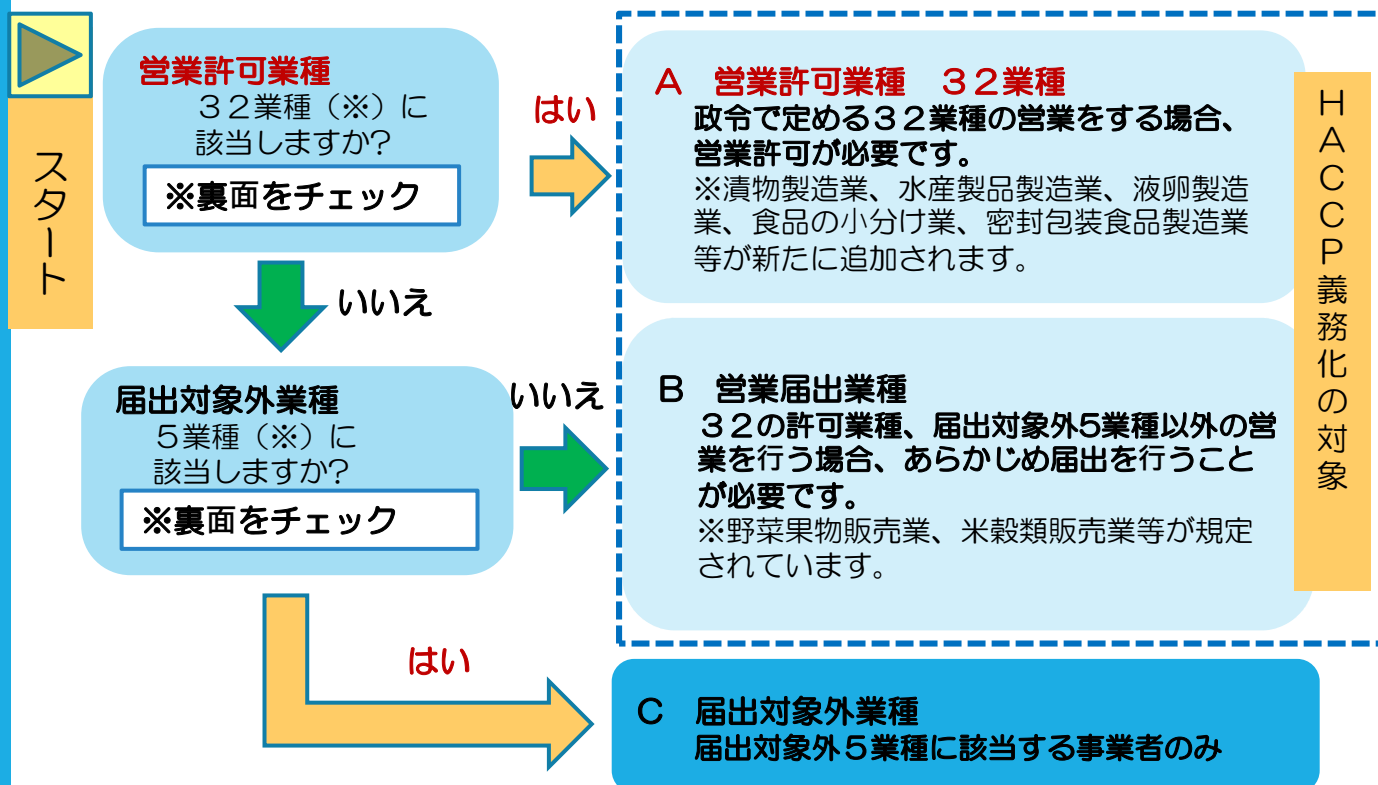 スタート
営業許可業種
３２業種（※）に
該当しますか?
※裏面をチェック
はい
A　営業許可業種　３２業種
政令で定める３２業種の営業をする場合、
営業許可が必要です。
※漬物製造業、水産製品製造業、液卵製造
業、食品の小分け業、密封包装食品製造業
等が新たに追加されます。
いいえ
届出対象外業種
５業種（※）に
該当しますか?
※裏面をチェック
いいえ
B　営業届出業種
３２の許可業種、届出対象外5業種以外の営
業を行う場合、あらかじめ届出を行うこと
が必要です。
※野菜果物販売業、米穀類販売業等が規定
されています。
HACCP義務化の対象
はい
C　届出対象外業種
届出対象外５業種に該当する事業者のみ